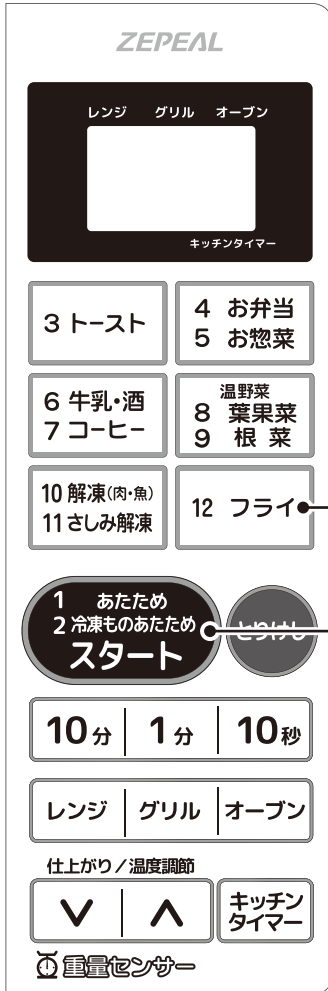 ZEPEAL
レンジ グリル オーブン
キッチンタイマー
3 トースト
4 お弁当
5 お惣菜
6 牛乳・酒
7 コーヒー
温野菜
8 葉果菜
9 根菜
10 解凍(肉・魚)
11 さしみ解凍
12 フライ
1 あたため
2 冷凍ものあたため
スタート
とりけし
10分 1分 10秒
レンジ グリル オーブン
仕上がり/温度調節
∨ ∧
キッチン
タイマー
重量センサー